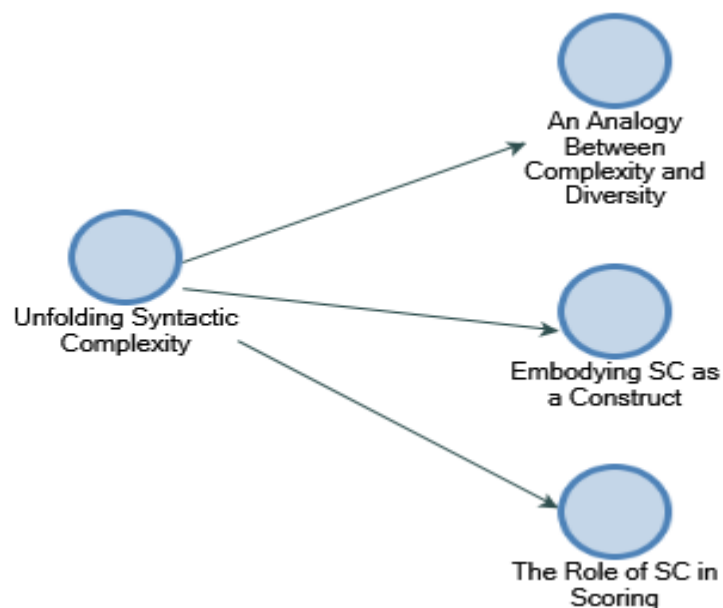 An Analogy
Between
Complexity and
Diversity
Unfolding Syntactic
Complexity
Embodying SC as
a Construct
The Role of SC in
Scoring